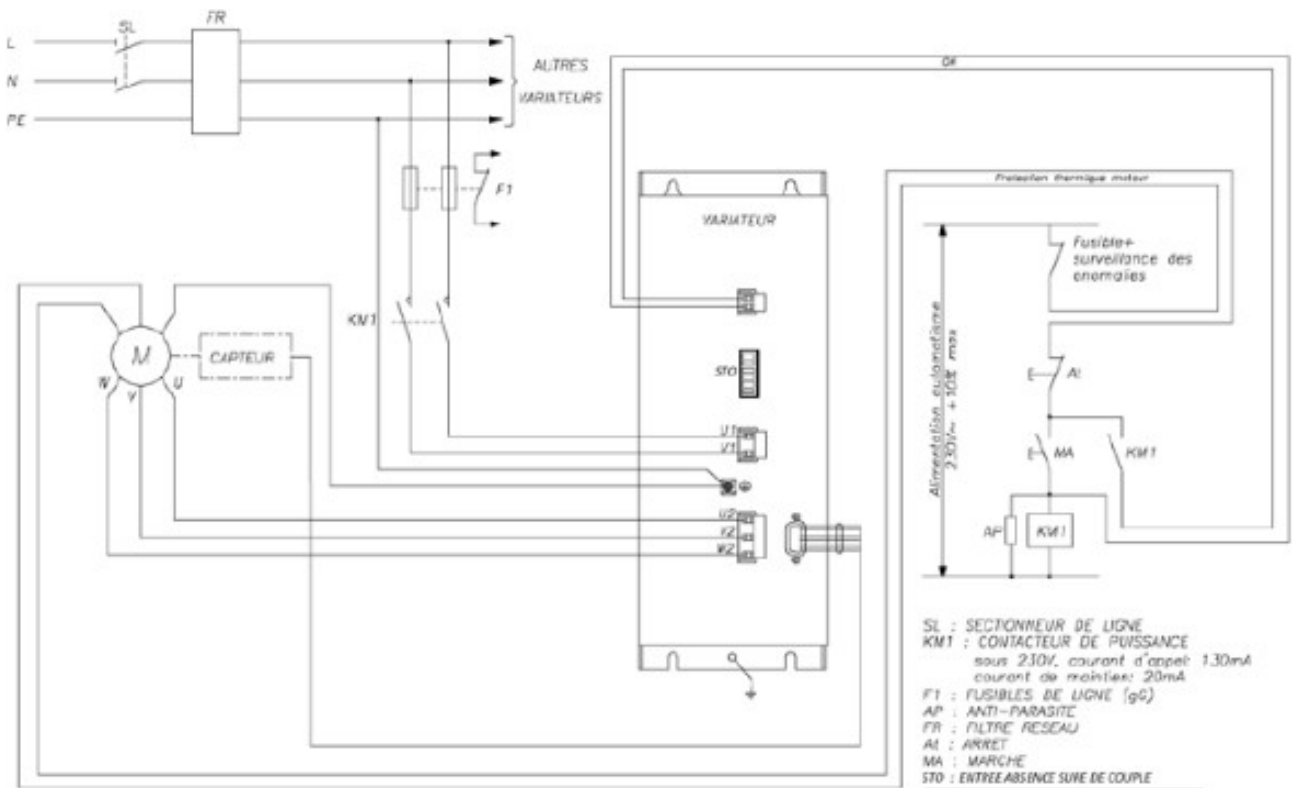 SL
FR
L
N
PE
AUTRES
VARIATEURS
OK
F1
Protection thermique moteur
VARIATEUR
Fusible+
surveillance des
anomalies
KM1
M
CAPTEUR
W
V
U
STO
Alimentation automatisme
230V~ +10% max
At
MA
KM1
U1
V1
AP
KM1
U2
V2
W2
SL : SECTIONNEUR DE LIGNE
KM1 : CONTACTEUR DE PUISSANCE
sous 230V, courant d'appel: 130mA
courant de maintien: 20mA
F1 : FUSIBLES DE LIGNE (gG)
AP : ANTI-PARASITE
FR : FILTRE RESEAU
At : ARRET
MA : MARCHE
STO : ENTREE ABSENCE SURE DE COUPLE